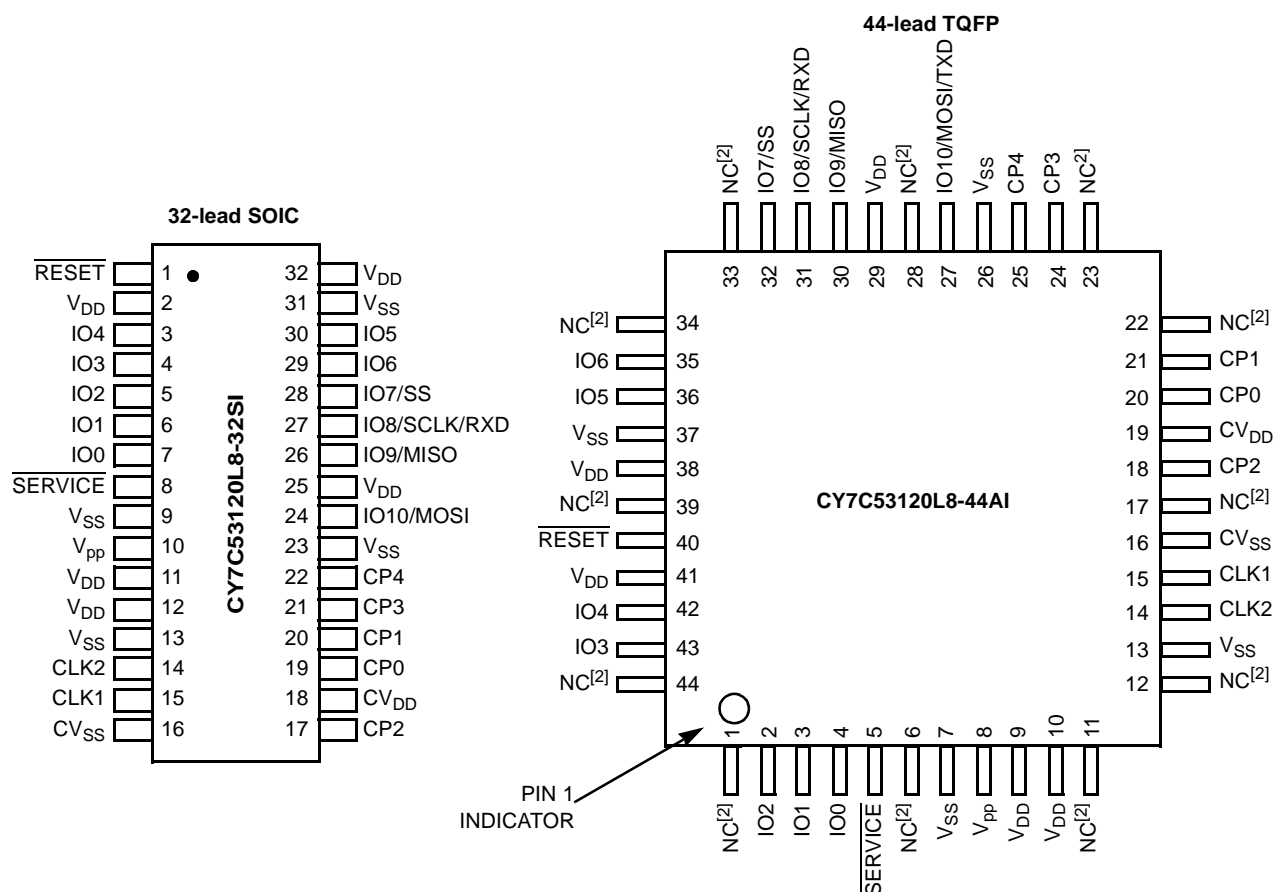 44-lead TQFP
NC[2]
IO7/SS
IO8/SCLK/RXD
IO9/MISO
VDD
NC[2]
IO10/MOSI/TXD
VSS
CP4
CP3
NC2]
33 32 31 30 29 28 27 26 25 24 23
32-lead SOIC
RESET 1 32 VDD
VDD 2 31 VSS
IO4 3 30 IO5
IO3 4 29 IO6
IO2 5 28 IO7/SS
IO1 6 27 IO8/SCLK/RXD
IO0 7 26 IO9/MISO
SERVICE 8 25 VDD
VSS 9 24 IO10/MOSI
Vpp 10 23 VSS
VDD 11 22 CP4
VDD 12 21 CP3
VSS 13 20 CP1
CLK2 14 19 CP0
CLK1 15 18 CVDD
CVSS 16 17 CP2
CY7C53120L8-32SI
NC[2] 34 22 NC[2]
IO6 35 21 CP1
IO5 36 20 CP0
VSS 37 19 CVDD
VDD 38 18 CP2
NC[2] 39 17 NC[2]
RESET 40 16 CVSS
VDD 41 15 CLK1
IO4 42 14 CLK2
IO3 43 13 VSS
NC[2] 44 12 NC[2]
CY7C53120L8-44AI
1 2 3 4 5 6 7 8 9 10 11
NC[2]
IO2
IO1
IO0
SERVICE
NC[2]
VSS
Vpp
VDD
VDD
NC[2]
PIN 1
INDICATOR